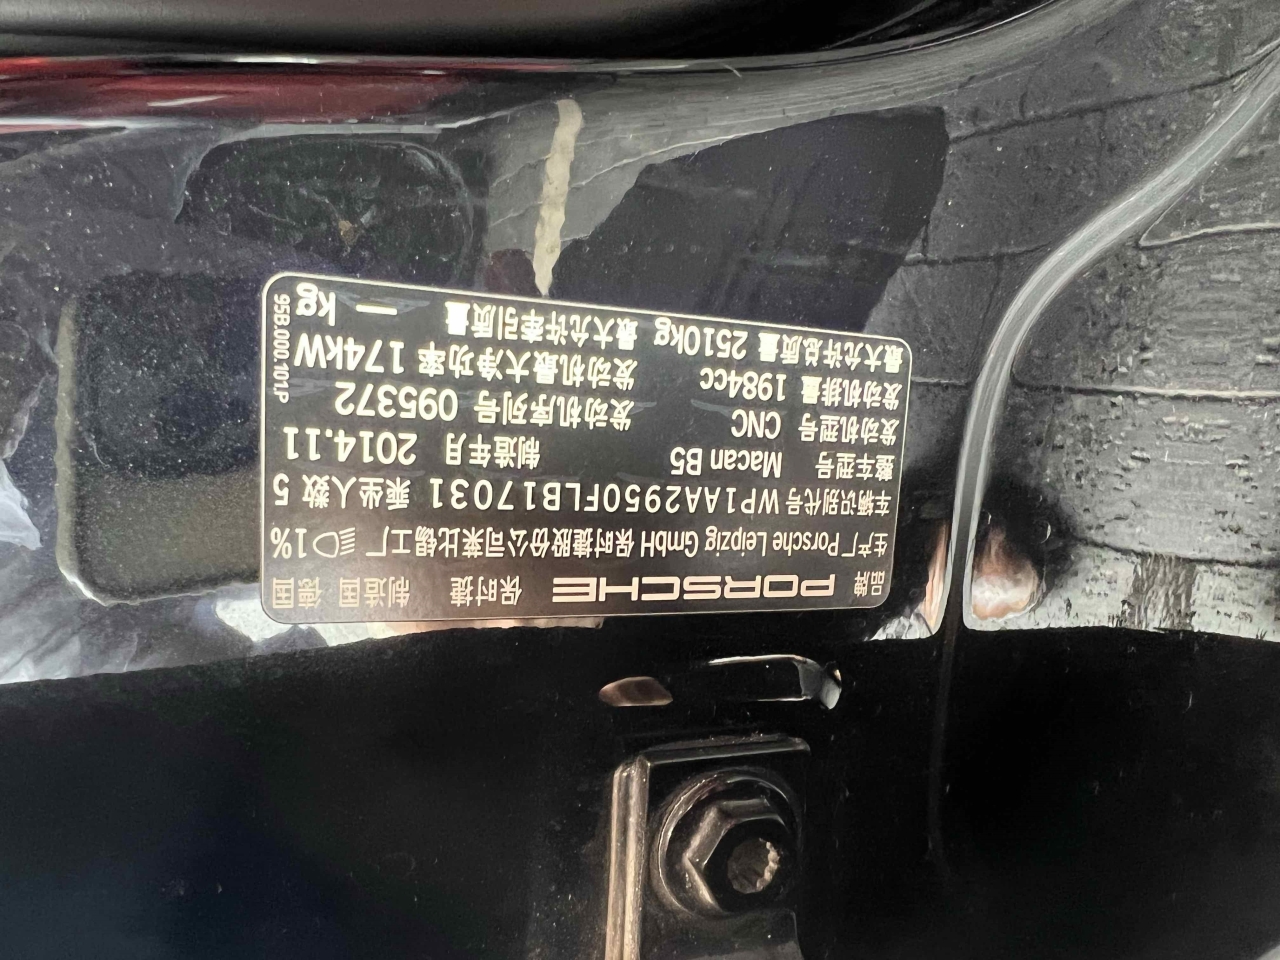 品牌 PORSCHE 保时捷 制造国 德国
生产厂 Porsche Leipzig GmbH 保时捷股份公司莱比锡工厂 1%
车辆识别代号 WP1AA2950FLB17031 乘坐人数 5
整车型号 Macan B5 制造年月 2014.11
发动机型号 CNC 发动机序列号 095372
发动机排量 1984cc 发动机最大净功率 174kW
最大允许总质量 2510kg 最大允许牵引质量 — kg
95B.000.101.P